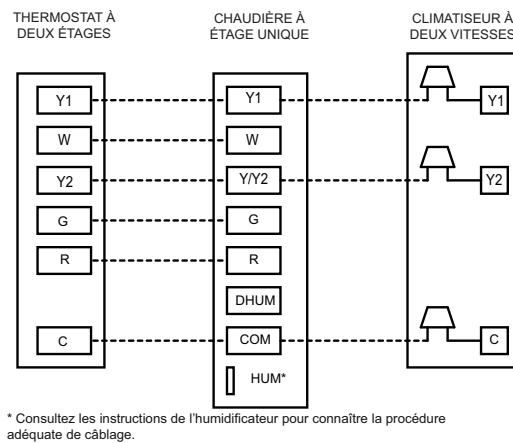 THERMOSTAT À
DEUX ÉTAGES
CHAUDIÈRE À
ÉTAGE UNIQUE
CLIMATISEUR À
DEUX VITESSES
Y1
Y1
Y1
W
W
Y2
Y/Y2
Y2
G
G
R
R
DHUM
C
COM
C
HUM*
* Consultez les instructions de l’humidificateur pour connaître la procédure
adéquate de câblage.